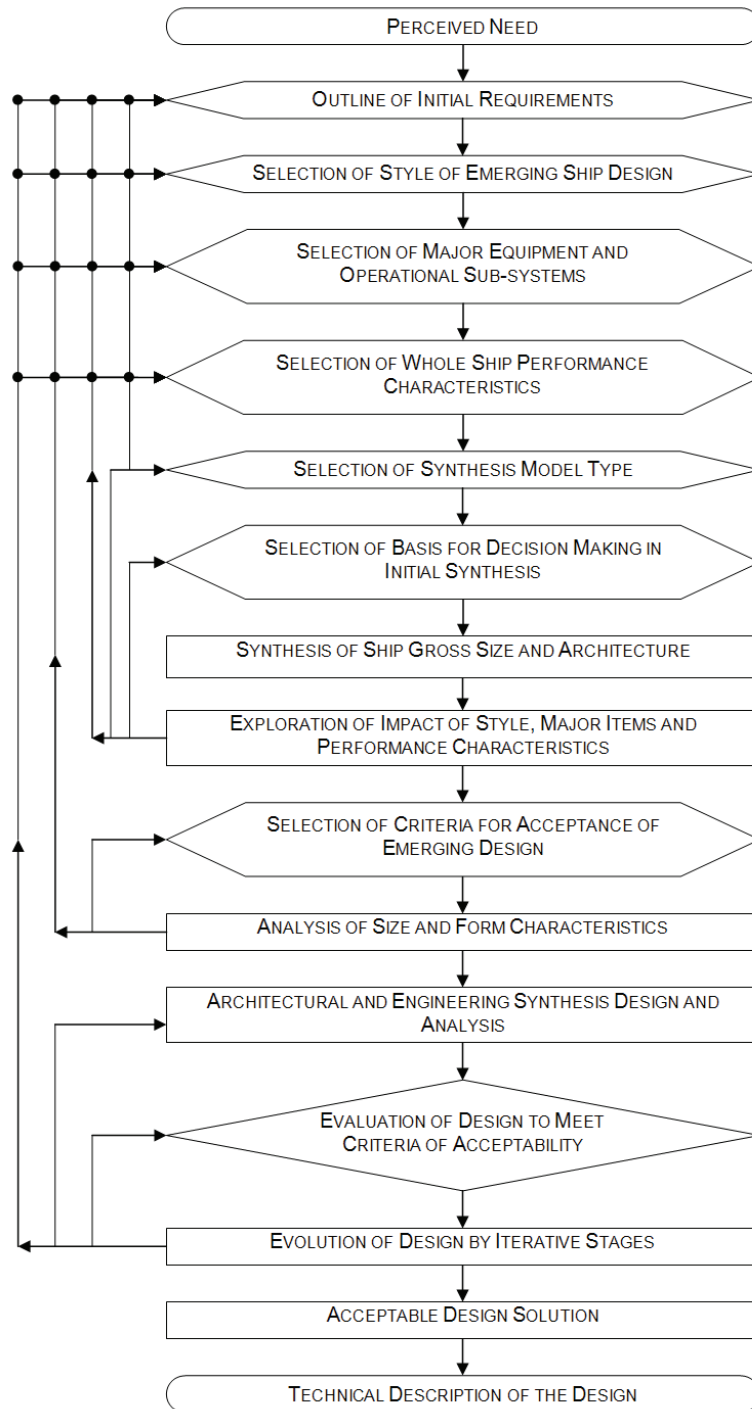 PERCEIVED NEED
OUTLINE OF INITIAL REQUIREMENTS
SELECTION OF STYLE OF EMERGING SHIP DESIGN
SELECTION OF MAJOR EQUIPMENT AND
OPERATIONAL SUB-SYSTEMS
SELECTION OF WHOLE SHIP PERFORMANCE
CHARACTERISTICS
SELECTION OF SYNTHESIS MODEL TYPE
SELECTION OF BASIS FOR DECISION MAKING IN
INITIAL SYNTHESIS
SYNTHESIS OF SHIP GROSS SIZE AND ARCHITECTURE
EXPLORATION OF IMPACT OF STYLE, MAJOR ITEMS AND
PERFORMANCE CHARACTERISTICS
SELECTION OF CRITERIA FOR ACCEPTANCE OF
EMERGING DESIGN
ANALYSIS OF SIZE AND FORM CHARACTERISTICS
ARCHITECTURAL AND ENGINEERING SYNTHESIS DESIGN AND
ANALYSIS
EVALUATION OF DESIGN TO MEET
CRITERIA OF ACCEPTABILITY
EVOLUTION OF DESIGN BY ITERATIVE STAGES
ACCEPTABLE DESIGN SOLUTION
TECHNICAL DESCRIPTION OF THE DESIGN